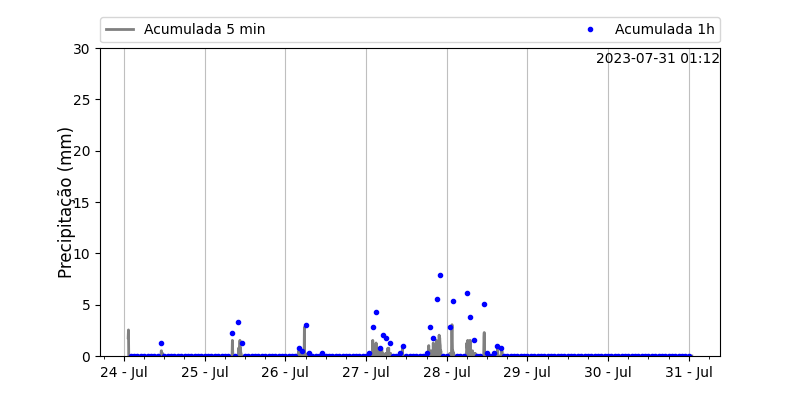 Acumulada 5 min
Acumulada 1h
2023-07-31 01:12
Precipitação (mm)
30
25
20
15
10
5
0
24 - Jul
25 - Jul
26 - Jul
27 - Jul
28 - Jul
29 - Jul
30 - Jul
31 - Jul